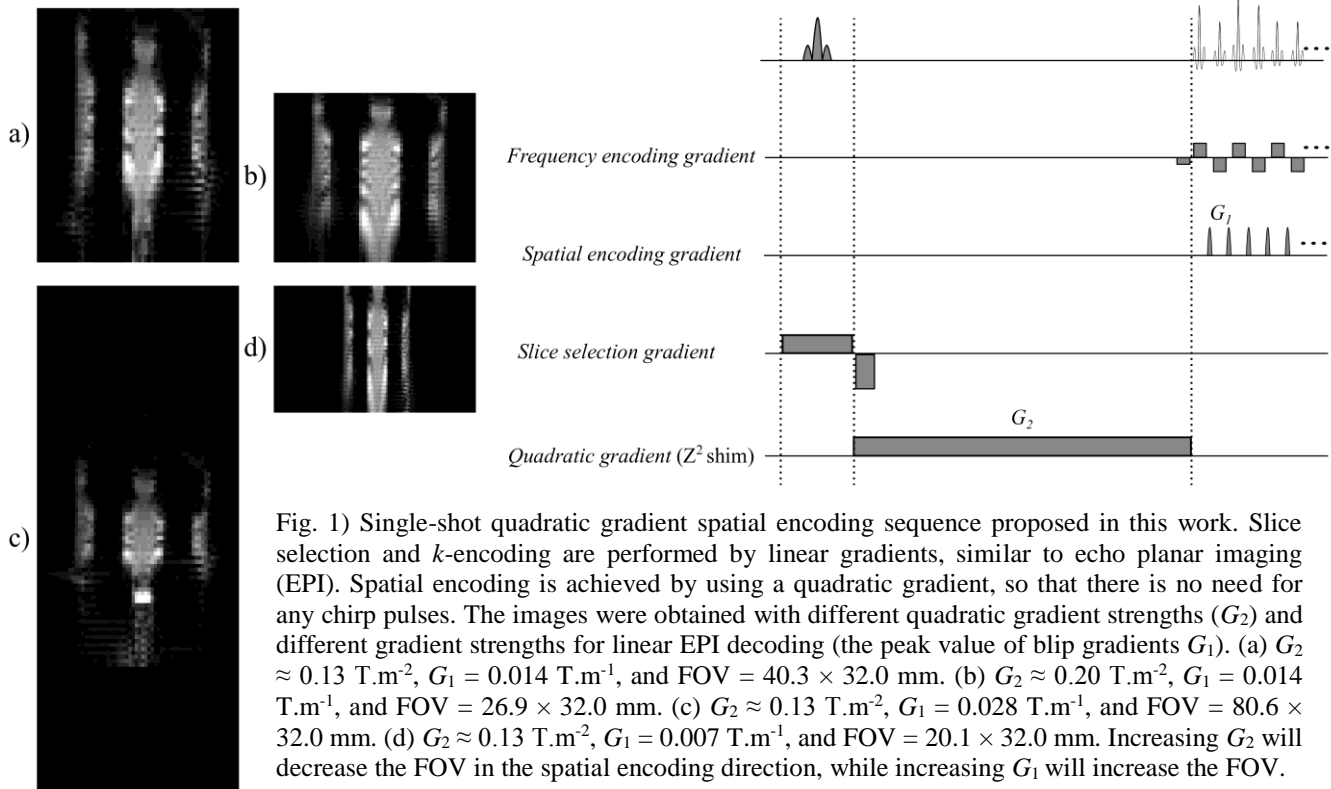 a)
b)
c)
d)
Frequency encoding gradient
G1
Spatial encoding gradient
Slice selection gradient
G2
Quadratic gradient (Z² shim)
Fig. 1) Single-shot quadratic gradient spatial encoding sequence proposed in this work. Slice
selection and k-encoding are performed by linear gradients, similar to echo planar imaging
(EPI). Spatial encoding is achieved by using a quadratic gradient, so that there is no need for
any chirp pulses. The images were obtained with different quadratic gradient strengths (G2) and
different gradient strengths for linear EPI decoding (the peak value of blip gradients G1). (a) G2
≈ 0.13 T.m-2, G1 = 0.014 T.m-1, and FOV = 40.3 × 32.0 mm. (b) G2 ≈ 0.20 T.m-2, G1 = 0.014
T.m-1, and FOV = 26.9 × 32.0 mm. (c) G2 ≈ 0.13 T.m-2, G1 = 0.028 T.m-1, and FOV = 80.6 ×
32.0 mm. (d) G2 ≈ 0.13 T.m-2, G1 = 0.007 T.m-1, and FOV = 20.1 × 32.0 mm. Increasing G2 will
decrease the FOV in the spatial encoding direction, while increasing G1 will increase the FOV.